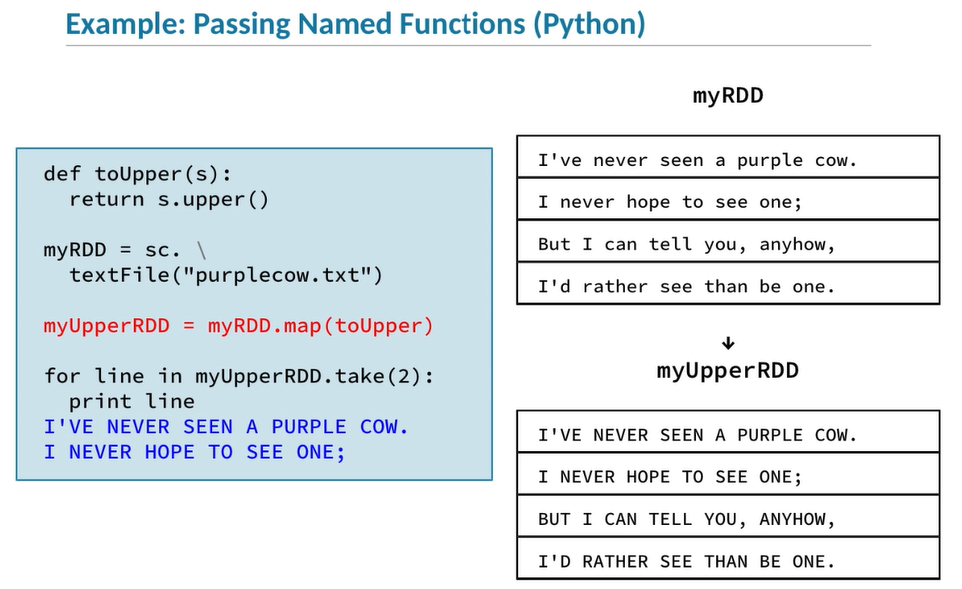 Example: Passing Named Functions (Python)
def toUpper(s):
  return s.upper()
myRDD = sc. \
  textFile("purplecow.txt")
myUpperRDD = myRDD.map(toUpper)
for line in myUpperRDD.take(2):
  print line
I'VE NEVER SEEN A PURPLE COW.
I NEVER HOPE TO SEE ONE;
myRDD
I've never seen a purple cow.
I never hope to see one;
But I can tell you, anyhow,
I'd rather see than be one.
↓
myUpperRDD
I'VE NEVER SEEN A PURPLE COW.
I NEVER HOPE TO SEE ONE;
BUT I CAN TELL YOU, ANYHOW,
I'D RATHER SEE THAN BE ONE.